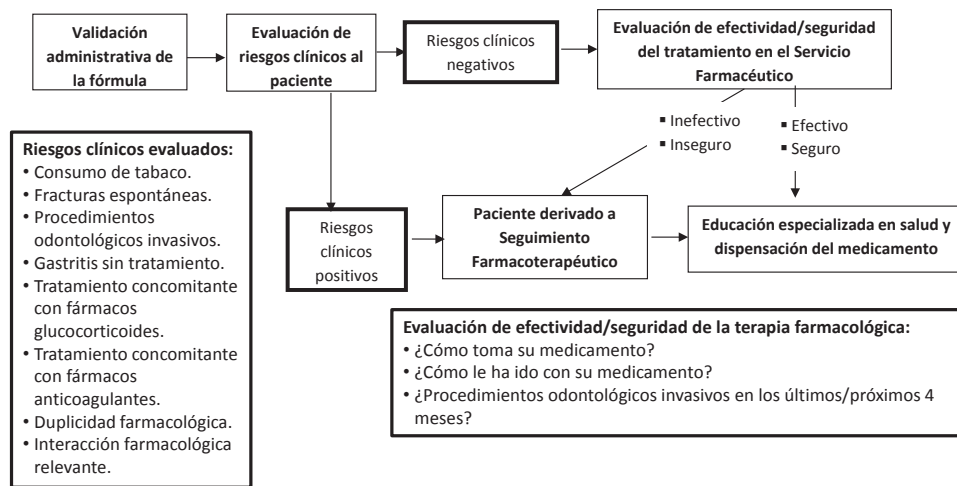 Validación
administrativa de
la fórmula
Evaluación de
riesgos clínicos al
paciente
Riesgos clínicos
negativos
Evaluación de efectividad/seguridad
del tratamiento en el Servicio
Farmacéutico
▪ Inefectivo
▪ Inseguro
▪ Efectivo
▪ Seguro
Riesgos clínicos evaluados:
• Consumo de tabaco.
• Fracturas espontáneas.
• Procedimientos
odontológicos invasivos.
• Gastritis sin tratamiento.
• Tratamiento concomitante
con fármacos
glucocorticoides.
• Tratamiento concomitante
con fármacos
anticoagulantes.
• Duplicidad farmacológica.
• Interacción farmacológica
relevante.
Riesgos
clínicos
positivos
Paciente derivado a
Seguimiento
Farmacoterapéutico
Educación especializada en salud y
dispensación del medicamento
Evaluación de efectividad/seguridad de la terapia farmacológica:
• ¿Cómo toma su medicamento?
• ¿Cómo le ha ido con su medicamento?
• ¿Procedimientos odontológicos invasivos en los últimos/próximos 4
meses?